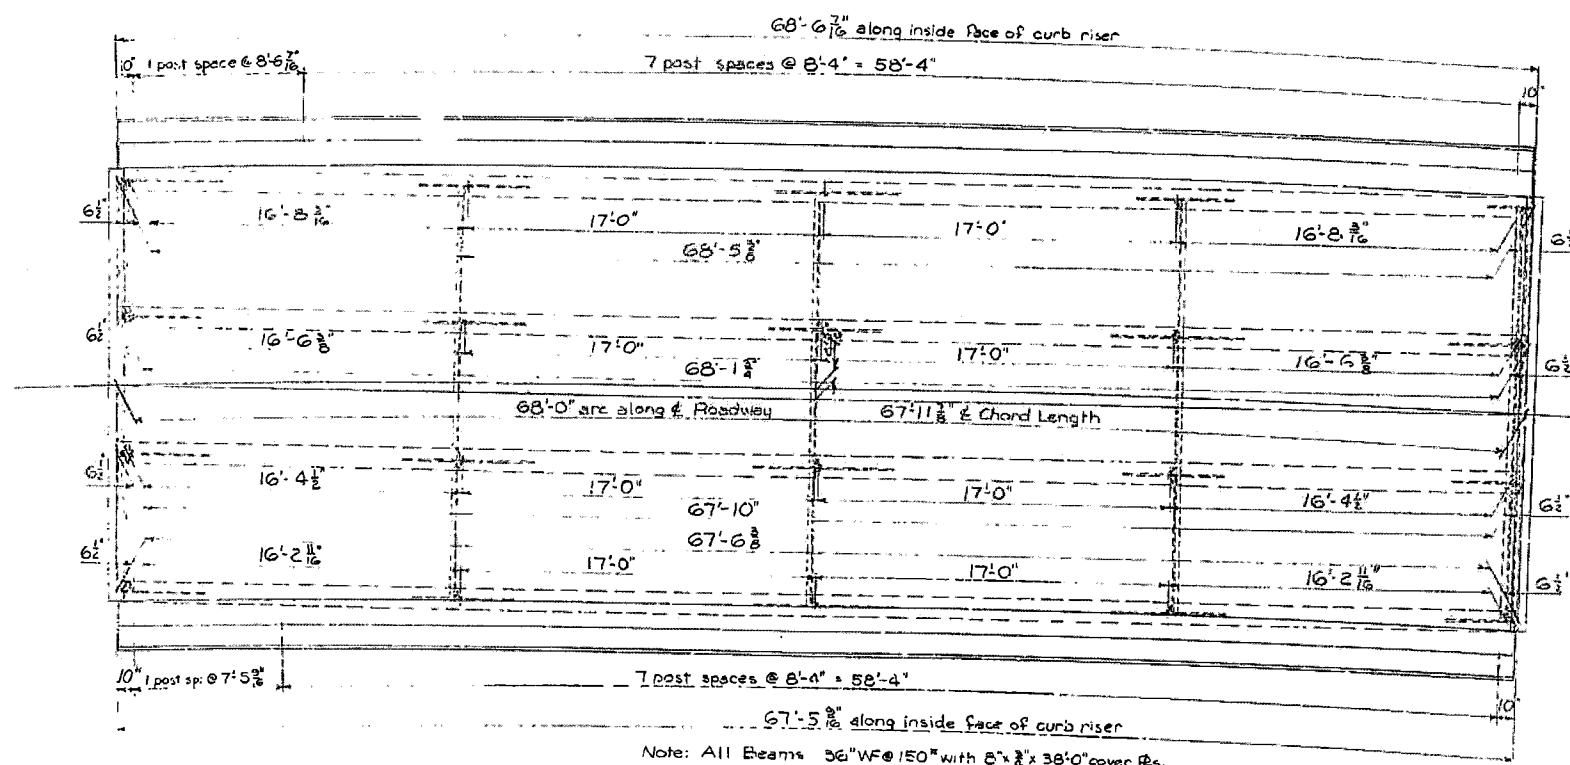 68'-6 7/16" along inside face of curb riser
10" 1 post space @ 8'-6 7/16" 7 post spaces @ 8'-4" = 58'-4"
10"
6 1/2" 16'-8 3/16" 17'-0" 17'-0" 16'-8 3/16"
68'-5 3/8"
6 1/2" 16'-6 3/8" 17'-0" 17'-0" 16'-6 3/8" 6 1/2"
68'-1 3/4"
68'-0" arc along ℄ Roadway 67'-11 7/8" ℄ Chord Length
6 1/2" 16'-4 1/2" 17'-0" 17'-0" 16'-4 1/2" 6 1/2"
67'-10"
67'-6 3/8"
6 1/2" 16'-2 11/16" 17'-0" 17'-0" 16'-2 11/16" 6 1/2"
10" 1 post sp. @ 7'-5 9/16" 7 post spaces @ 8'-4" = 58'-4" 10"
67'-5 9/16" along inside face of curb riser
Note: All Beams 36" WF @ 150# with 8" x 38'-0" cover Pls.